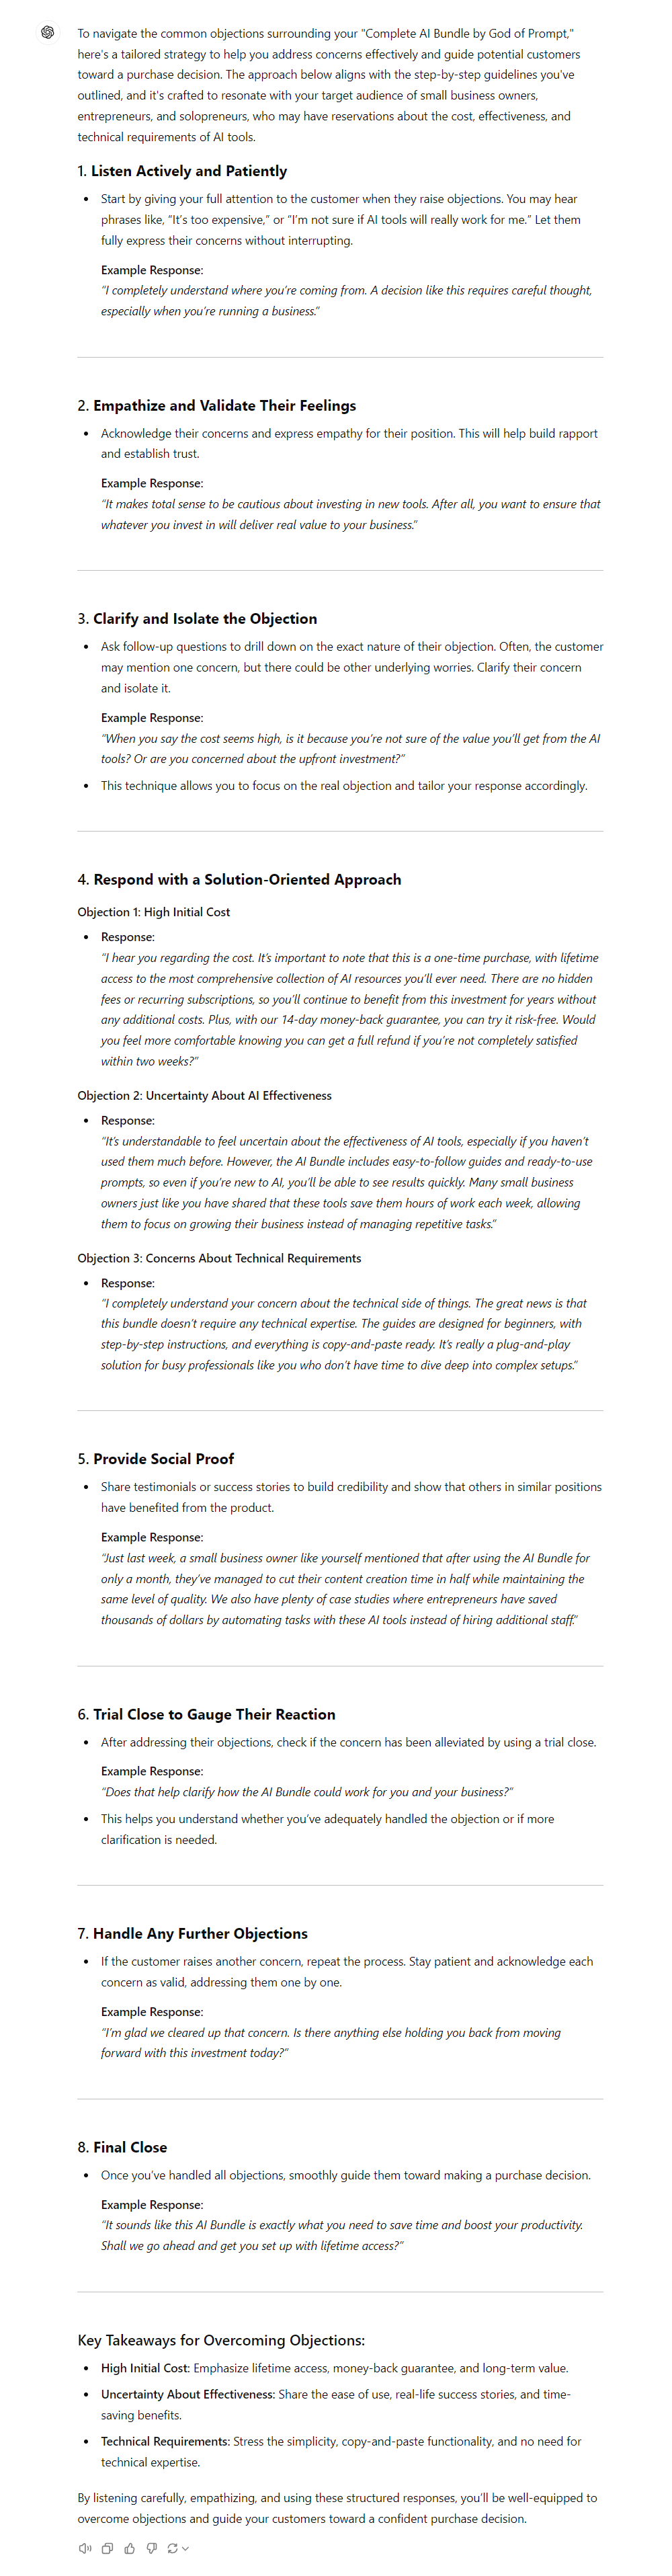 To navigate the common objections surrounding your "Complete AI Bundle by God of Prompt,"
here's a tailored strategy to help you address concerns effectively and guide potential customers
toward a purchase decision. The approach below aligns with the step-by-step guidelines you've
outlined, and it's crafted to resonate with your target audience of small business owners,
entrepreneurs, and solopreneurs, who may have reservations about the cost, effectiveness, and
technical requirements of AI tools.
1. Listen Actively and Patiently
• Start by giving your full attention to the customer when they raise objections. You may hear
phrases like, "It's too expensive," or "I'm not sure if AI tools will really work for me." Let them
fully express their concerns without interrupting.
Example Response:
"I completely understand where you're coming from. A decision like this requires careful thought,
especially when you're running a business."
2. Empathize and Validate Their Feelings
• Acknowledge their concerns and express empathy for their position. This will help build rapport
and establish trust.
Example Response:
"It makes total sense to be cautious about investing in new tools. After all, you want to ensure that
whatever you invest in will deliver real value to your business."
3. Clarify and Isolate the Objection
• Ask follow-up questions to drill down on the exact nature of their objection. Often, the customer
may mention one concern, but there could be other underlying worries. Clarify their concern
and isolate it.
Example Response:
"When you say the cost seems high, is it because you're not sure of the value you'll get from the AI
tools? Or are you concerned about the upfront investment?"
• This technique allows you to focus on the real objection and tailor your response accordingly.
4. Respond with a Solution-Oriented Approach
Objection 1: High Initial Cost
• Response:
"I hear you regarding the cost. It's important to note that this is a one-time purchase, with lifetime
access to the most comprehensive collection of AI resources you'll ever need. There are no hidden
fees or recurring subscriptions, so you'll continue to benefit from this investment for years without
any additional costs. Plus, with our 14-day money-back guarantee, you can try it risk-free. Would
you feel more comfortable knowing you can get a full refund if you're not completely satisfied
within two weeks?"
Objection 2: Uncertainty About AI Effectiveness
• Response:
"It's understandable to feel uncertain about the effectiveness of AI tools, especially if you haven't
used them much before. However, the AI Bundle includes easy-to-follow guides and ready-to-use
prompts, so even if you're new to AI, you'll be able to see results quickly. Many small business
owners just like you have shared that these tools save them hours of work each week, allowing
them to focus on growing their business instead of managing repetitive tasks."
Objection 3: Concerns About Technical Requirements
• Response:
"I completely understand your concern about the technical side of things. The great news is that
this bundle doesn't require any technical expertise. The guides are designed for beginners, with
step-by-step instructions, and everything is copy-and-paste ready. It's really a plug-and-play
solution for busy professionals like you who don't have time to dive deep into complex setups."
5. Provide Social Proof
• Share testimonials or success stories to build credibility and show that others in similar positions
have benefited from the product.
Example Response:
"Just last week, a small business owner like yourself mentioned that after using the AI Bundle for
only a month, they've managed to cut their content creation time in half while maintaining the
same level of quality. We also have plenty of case studies where entrepreneurs have saved
thousands of dollars by automating tasks with these AI tools instead of hiring additional staff."
6. Trial Close to Gauge Their Reaction
• After addressing their objections, check if the concern has been alleviated by using a trial close.
Example Response:
"Does that help clarify how the AI Bundle could work for you and your business?"
• This helps you understand whether you've adequately handled the objection or if more
clarification is needed.
7. Handle Any Further Objections
• If the customer raises another concern, repeat the process. Stay patient and acknowledge each
concern as valid, addressing them one by one.
Example Response:
"I'm glad we cleared up that concern. Is there anything else holding you back from moving
forward with this investment today?"
8. Final Close
• Once you've handled all objections, smoothly guide them toward making a purchase decision.
Example Response:
"It sounds like this AI Bundle is exactly what you need to save time and boost your productivity.
Shall we go ahead and get you set up with lifetime access?"
Key Takeaways for Overcoming Objections:
• High Initial Cost: Emphasize lifetime access, money-back guarantee, and long-term value.
• Uncertainty About Effectiveness: Share the ease of use, real-life success stories, and time-
saving benefits.
• Technical Requirements: Stress the simplicity, copy-and-paste functionality, and no need for
technical expertise.
By listening carefully, empathizing, and using these structured responses, you'll be well-equipped to
overcome objections and guide your customers toward a confident purchase decision.